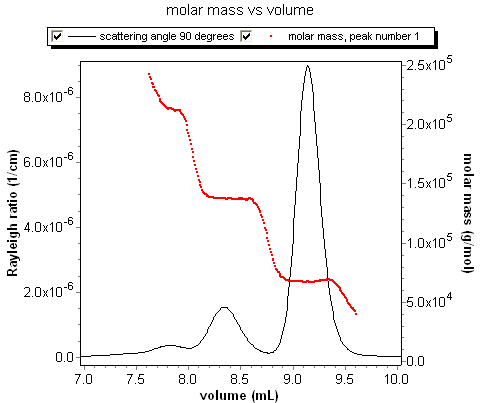 molar mass vs volume
scattering angle 90 degrees molar mass, peak number 1
Rayleigh ratio (1/cm)
8.0x10⁻⁶
6.0x10⁻⁶
4.0x10⁻⁶
2.0x10⁻⁶
0.0
2.5x10⁵
2.0x10⁵
1.5x10⁵
1.0x10⁵
5.0x10⁴
0.0
molar mass (g/mol)
7.0 7.5 8.0 8.5 9.0 9.5 10.0
volume (mL)